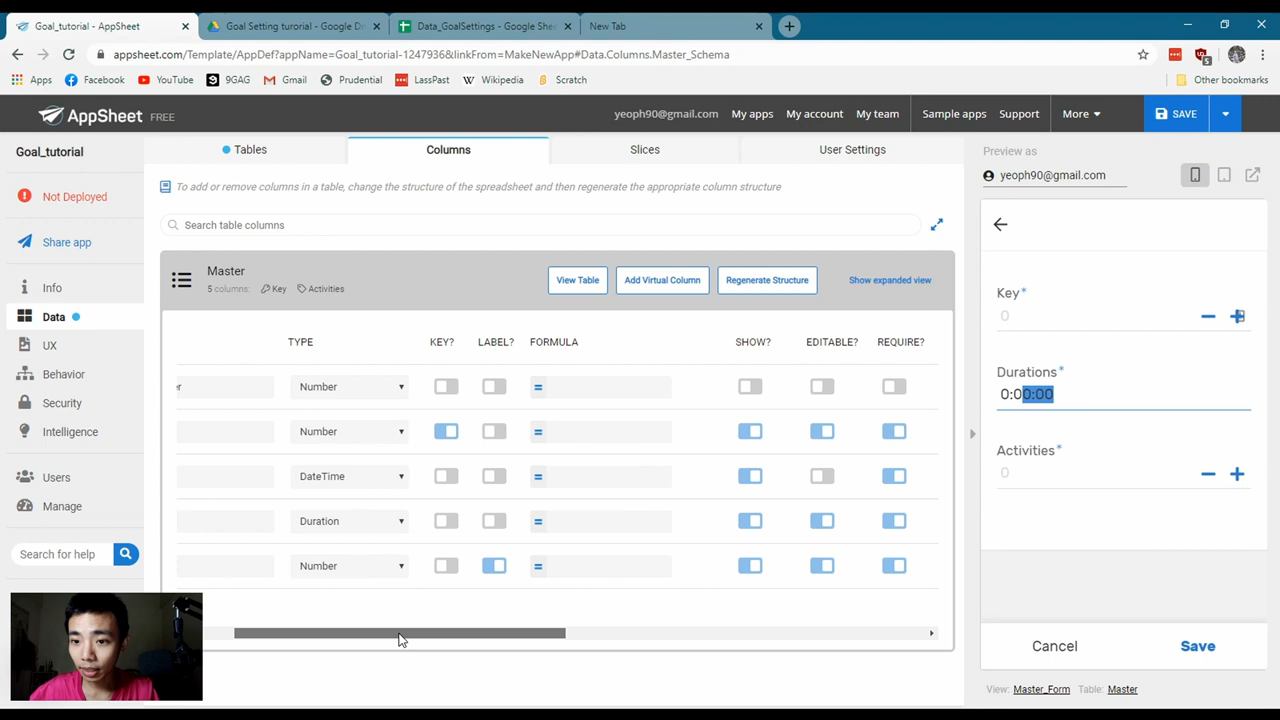 Goal_tutorial - AppSheet
Goal Setting turorial - Google Dr
Data_GoalSettings - Google Shee
New Tab
appsheet.com/Template/AppDef?appName=Goal_tutorial-1247936&linkFrom=MakeNewApp#Data.Columns.Master_Schema
Apps
Facebook
YouTube
9GAG
Gmail
Prudential
LassPast
Wikipedia
Scratch
Other bookmarks
AppSheet FREE
yeoph90@gmail.com
My apps
My account
My team
Sample apps
Support
More
SAVE
Goal_tutorial
Not Deployed
Share app
Info
Data
UX
Behavior
Security
Intelligence
Users
Manage
Search for help
Tables
Columns
Slices
User Settings
To add or remove columns in a table, change the structure of the spreadsheet and then regenerate the appropriate column structure
Search table columns
Master
5 columns: Key Activities
View Table
Add Virtual Column
Regenerate Structure
Show expanded view
TYPE KEY? LABEL? FORMULA SHOW? EDITABLE? REQUIRE?
Number
=
Number
=
DateTime
=
Duration
=
Number
=
Preview as
yeoph90@gmail.com
Key*
0
Durations*
0:00:00
Activities*
0
Cancel
Save
View: Master_Form Table: Master